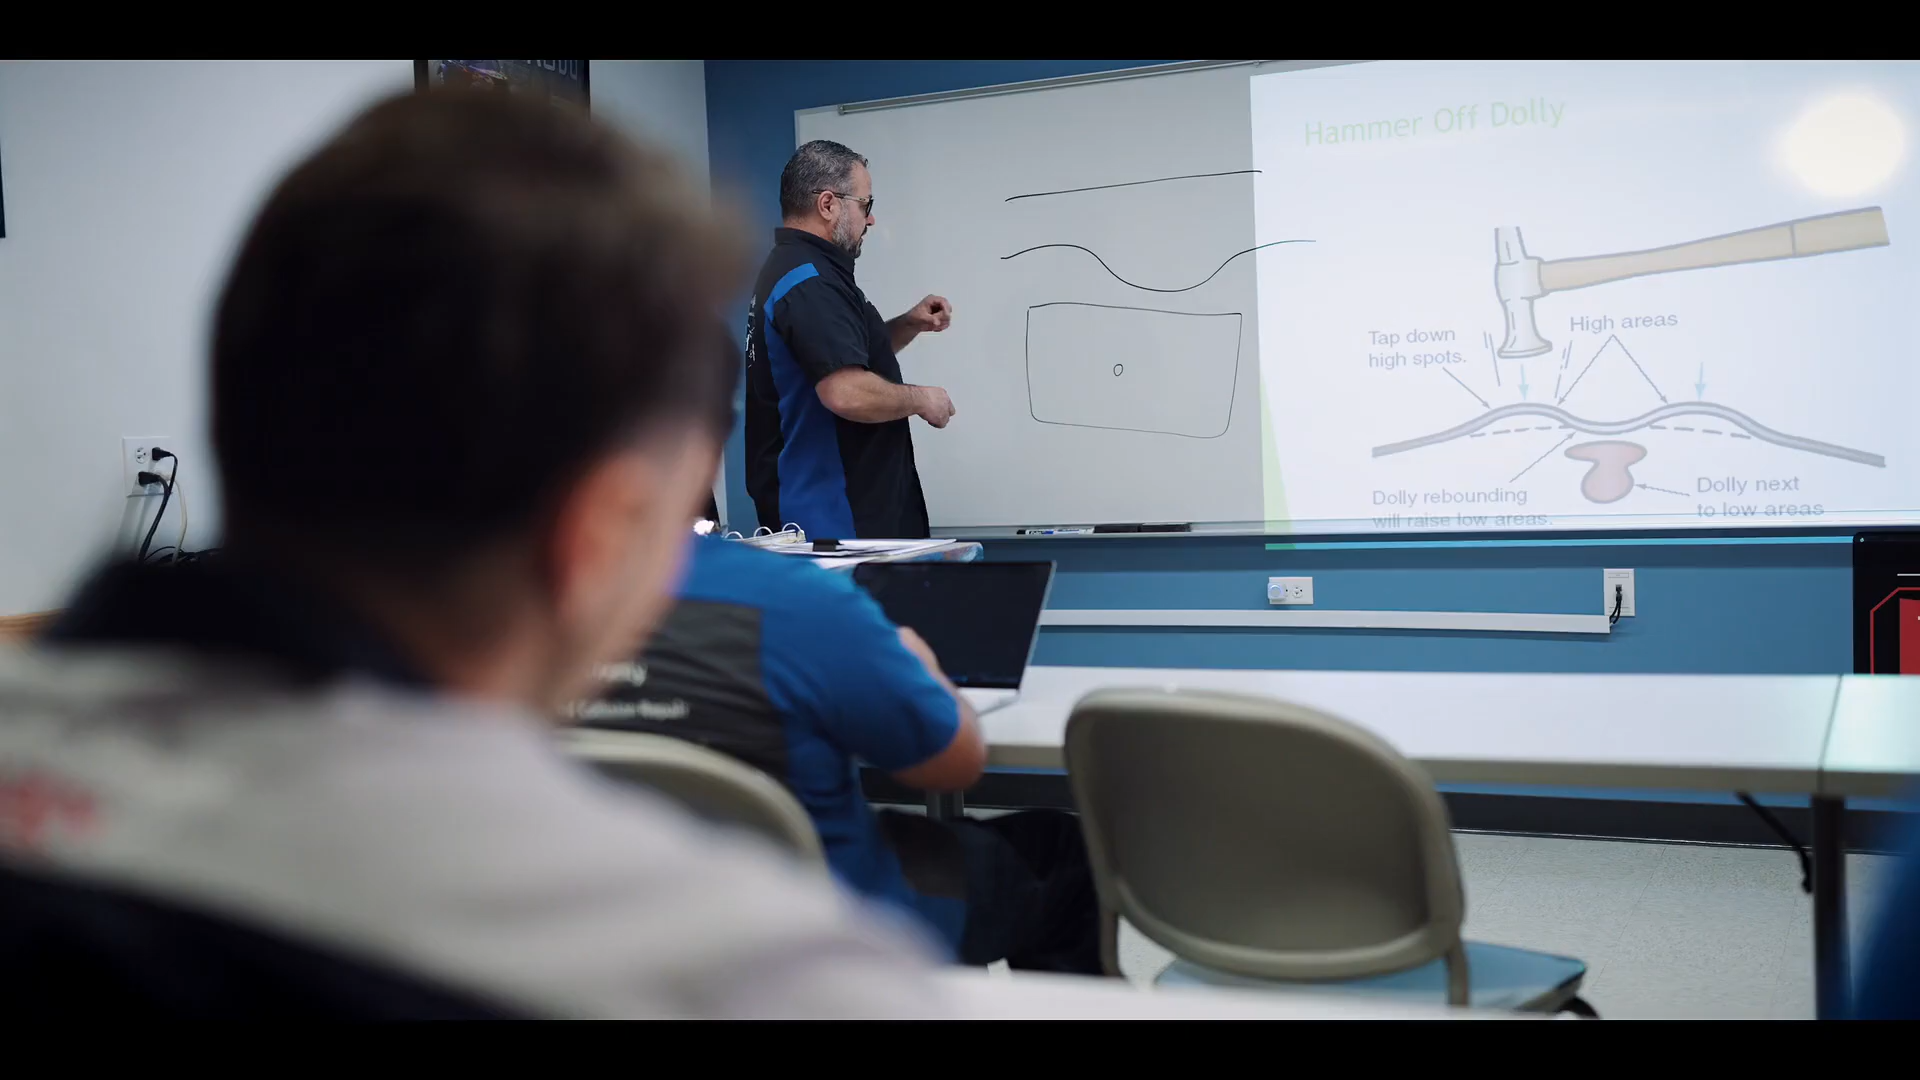 Hammer Off Dolly
Tap down
high spots.
High areas
Dolly rebounding
will raise low areas.
Dolly next
to low areas